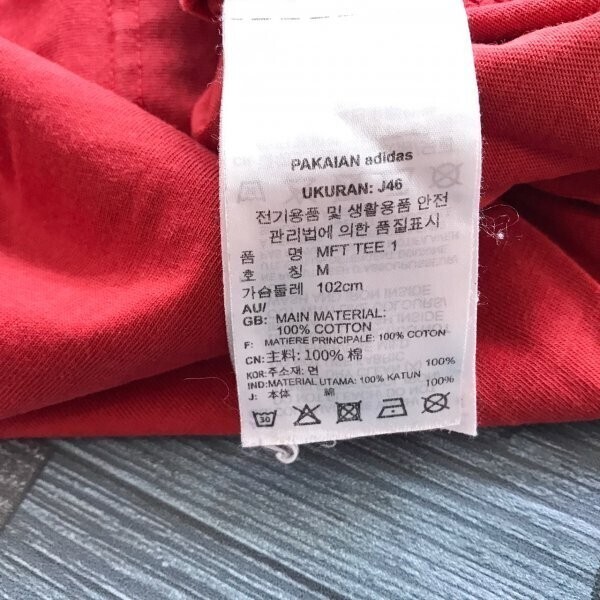 PAKAIAN adidas
UKURAN: J46
전기용품 및 생활용품 안전
관리법에 의한 품질표시
품 명 MFT TEE 1
호 칭 M
가슴둘레 102cm
AU/
GB: MAIN MATERIAL:
100% COTTON
F: MATIERE PRINCIPALE: 100% COTON
CN:主料: 100% 棉
KOR:주소재: 면 100%
IND:MATERIAL UTAMA: 100% KATUN
J: 本体 綿 100%
30